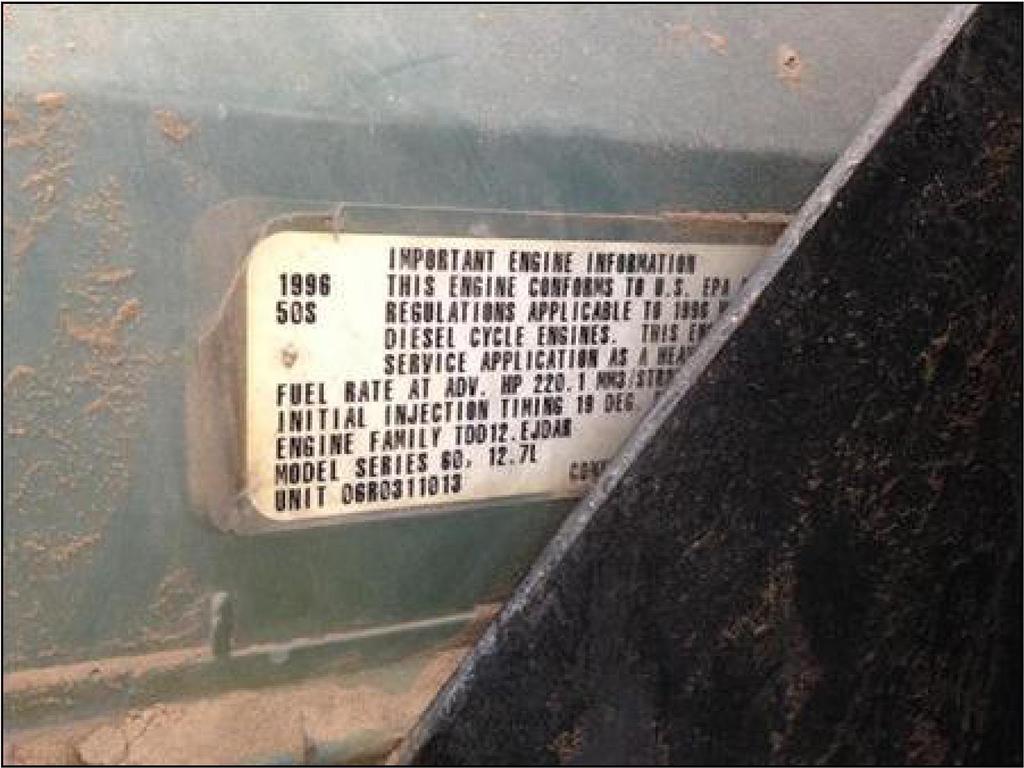 IMPORTANT ENGINE INFORMATION
1996 THIS ENGINE CONFORMS TO U.S. EPA
50S REGULATIONS APPLICABLE TO 1996
DIESEL CYCLE ENGINES. THIS
SERVICE APPLICATION AS A
FUEL RATE AT ADV. HP 220.1 MM3/
INITIAL INJECTION TIMING 19 DEG.
ENGINE FAMILY TDD12.EJDAR
MODEL SERIES 60, 12.7L
UNIT 06R0311013